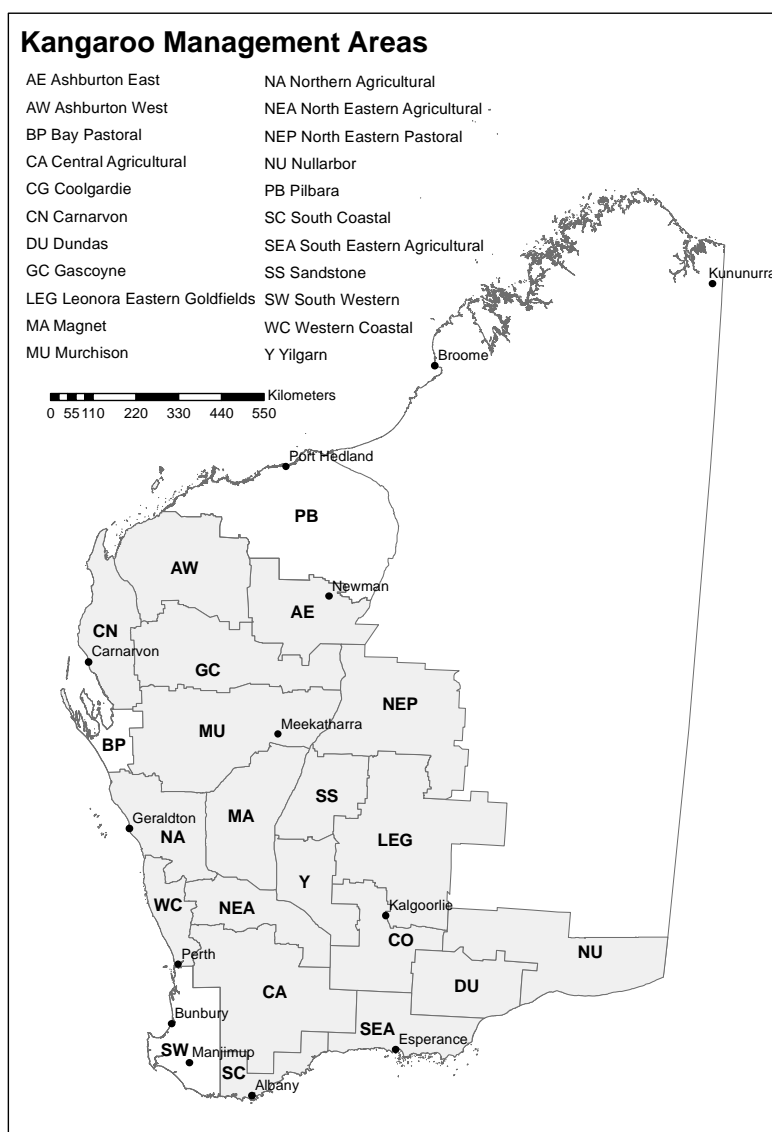 Kangaroo Management Areas
AE Ashburton East
AW Ashburton West
BP Bay Pastoral
CA Central Agricultural
CG Coolgardie
CN Carnarvon
DU Dundas
GC Gascoyne
LEG Leonora Eastern Goldfields
MA Magnet
MU Murchison
NA Northern Agricultural
NEA North Eastern Agricultural
NEP North Eastern Pastoral
NU Nullarbor
PB Pilbara
SC South Coastal
SEA South Eastern Agricultural
SS Sandstone
SW South Western
WC Western Coastal
Y Yilgarn
Kilometers
0 55 110 220 330 440 550
Kununurra
Broome
Port Hedland
PB
AW
Newman
AE
CN
Carnarvon
GC
NEP
MU
Meekatharra
BP
SS
MA
Geraldton
NA
LEG
Y
WC
NEA
Kalgoorlie
CO
NU
Perth
DU
CA
Bunbury
SEA
Esperance
SW
Manjimup
SC
Albany